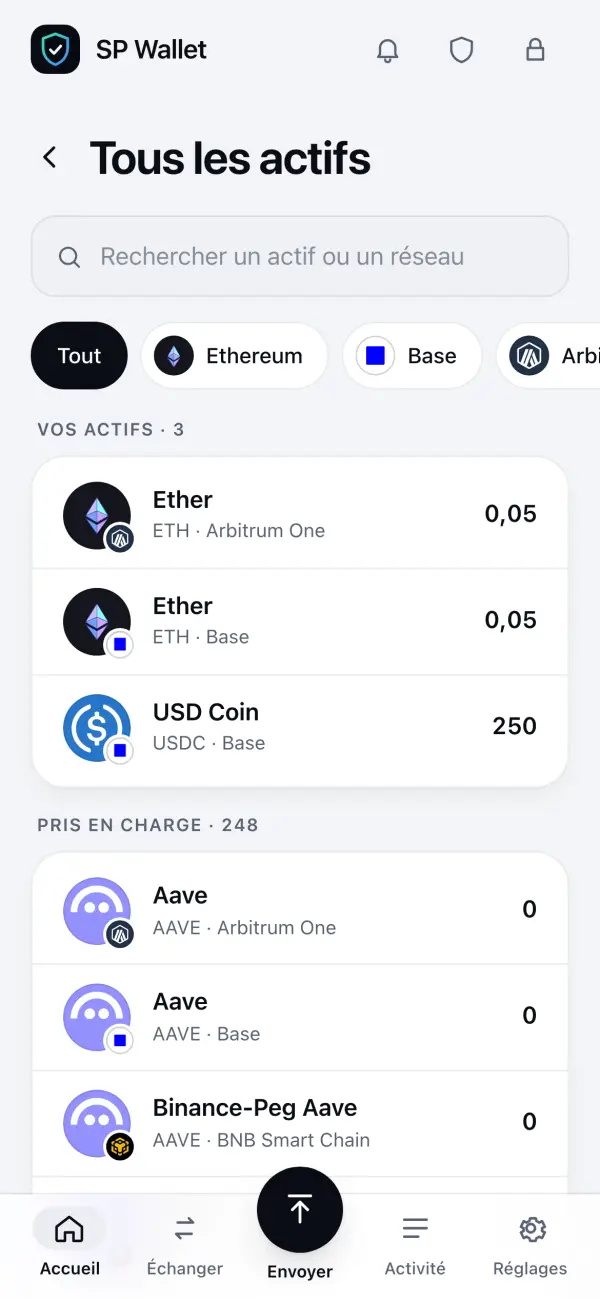 SP Wallet
Tous les actifs
Rechercher un actif ou un réseau
Tout
Ethereum
Base
Arbi
VOS ACTIFS · 3
Ether
0,05
ETH · Arbitrum One
Ether
0,05
ETH · Base
USD Coin
250
USDC · Base
PRIS EN CHARGE · 248
Aave
0
AAVE · Arbitrum One
Aave
0
AAVE · Base
Binance-Peg Aave
0
AAVE · BNB Smart Chain
Accueil
Échanger
Envoyer
Activité
Réglages